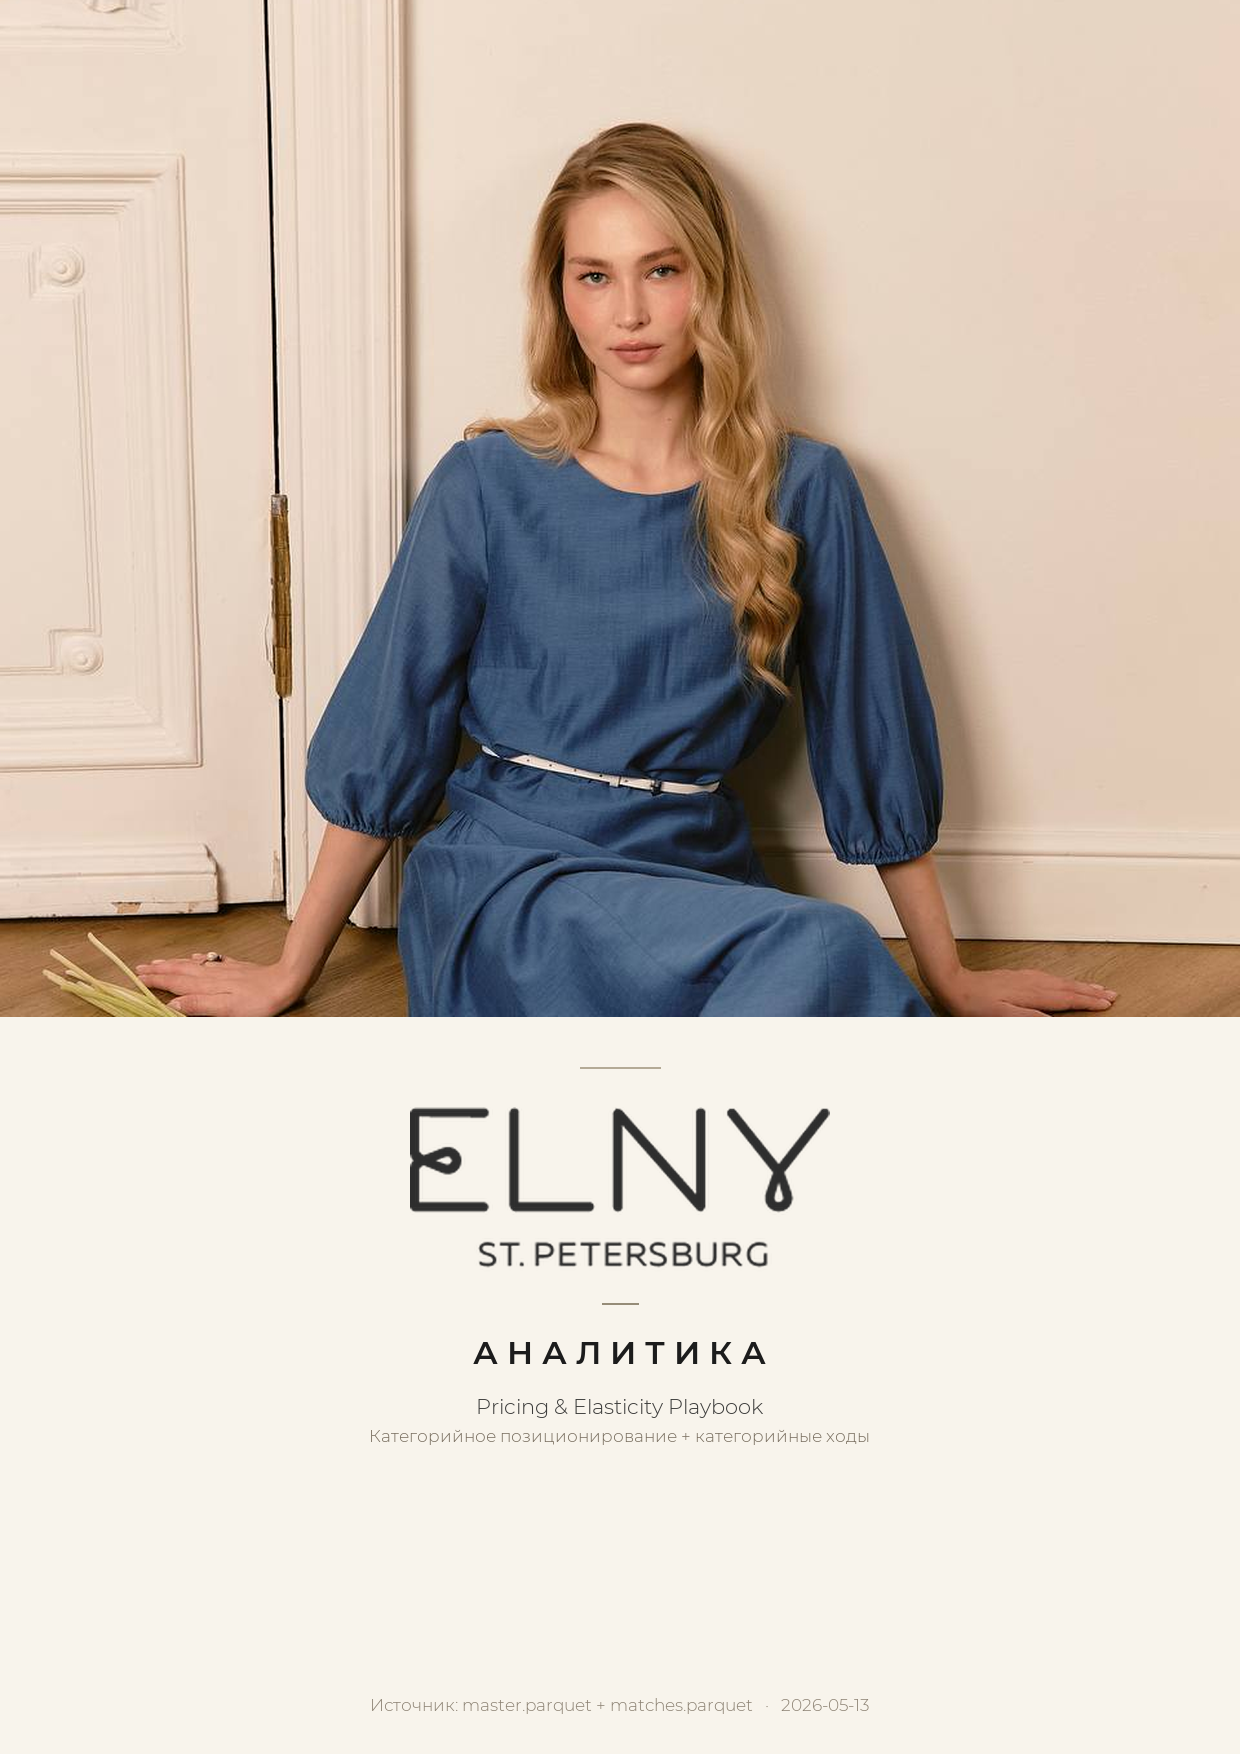 ELNY
ST. PETERSBURG
АНАЛИТИКА
Pricing & Elasticity Playbook
Категорийное позиционирование + категорийные ходы
Источник: master.parquet + matches.parquet · 2026-05-13